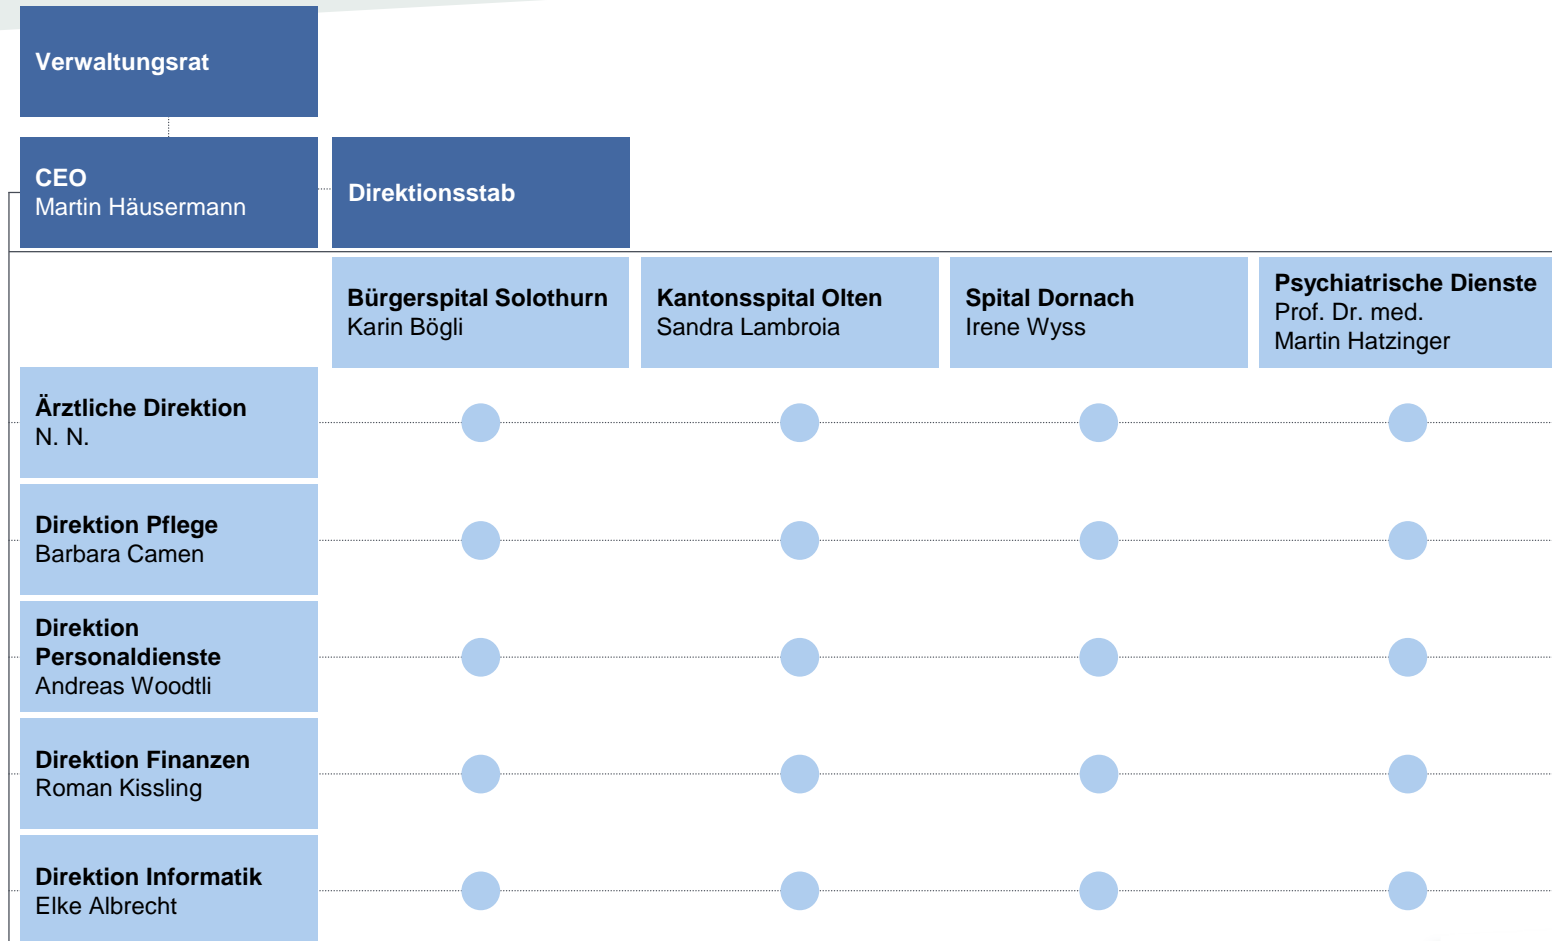 Verwaltungsrat
CEO
Martin Häusermann
Direktionsstab
Bürgerspital Solothurn
Karin Bögli
Kantonsspital Olten
Sandra Lambroia
Spital Dornach
Irene Wyss
Psychiatrische Dienste
Prof. Dr. med.
Martin Hatzinger
Ärztliche Direktion
N. N.
Direktion Pflege
Barbara Camen
Direktion
Personaldienste
Andreas Woodtli
Direktion Finanzen
Roman Kissling
Direktion Informatik
Elke Albrecht